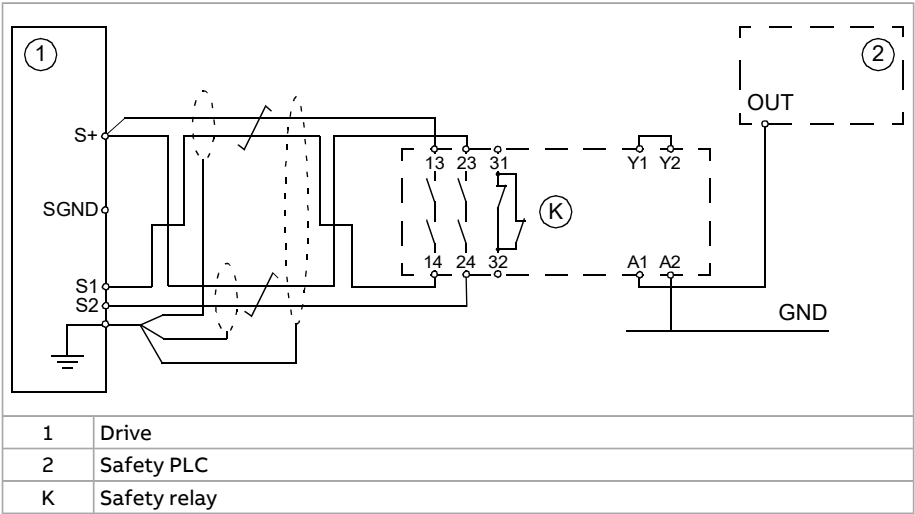 1
2
OUT
S+
13 23 31
Y1 Y2
SGND
K
14 24 32
A1 A2
S1
S2
GND
1 Drive
2 Safety PLC
K Safety relay